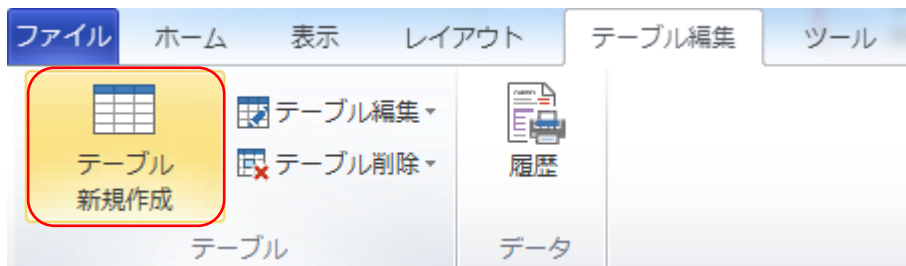 ファイル ホーム 表示 レイアウト テーブル編集 ツール
テーブル
新規作成
テーブル編集
テーブル削除
テーブル
履歴
データ